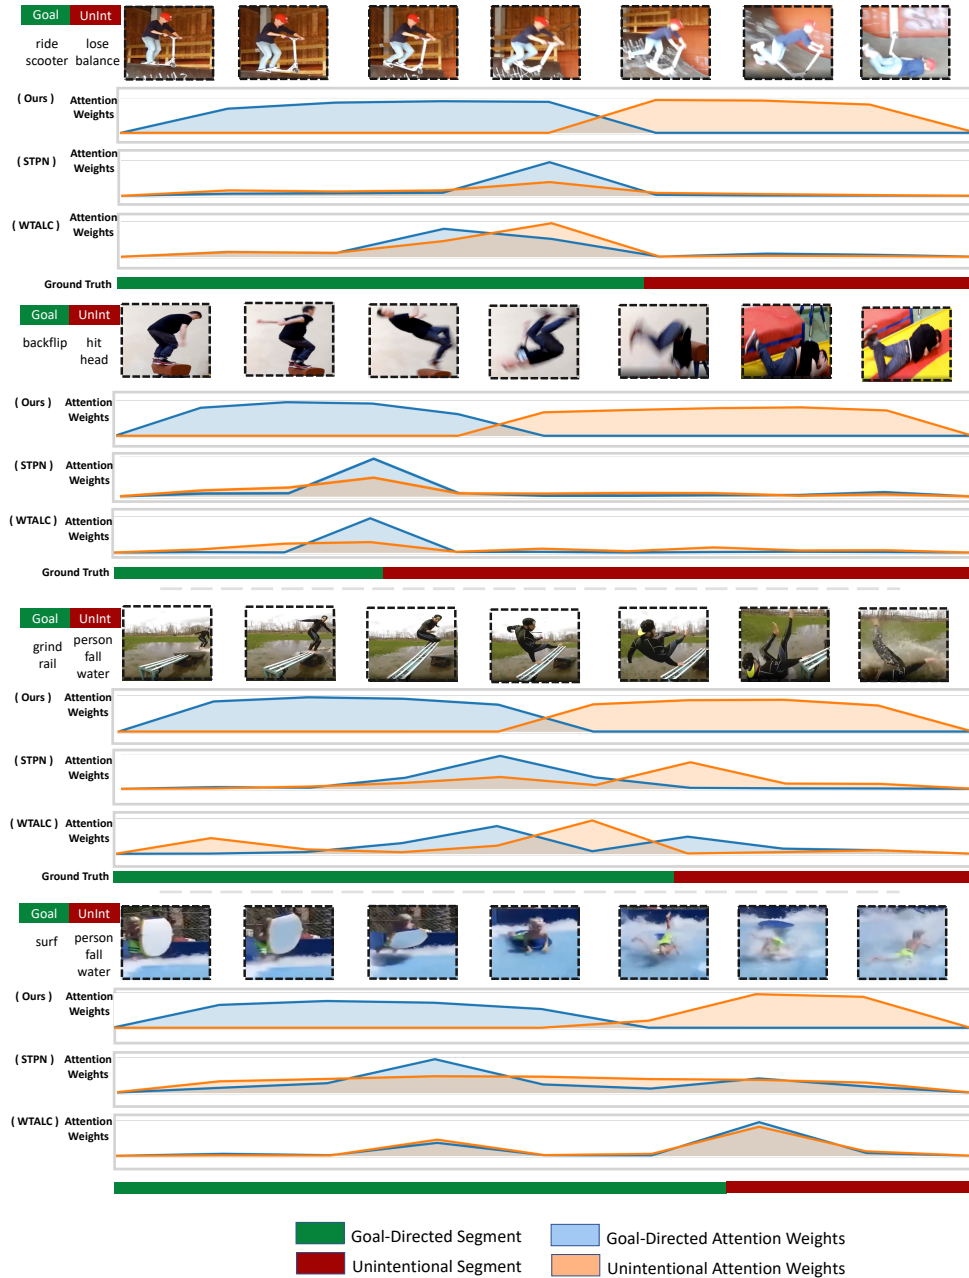 Goal UnInt
ride lose
scooter balance
( Ours ) Attention
Weights
( STPN ) Attention
Weights
( WTALC ) Attention
Weights
Ground Truth
Goal UnInt
backflip hit
head
( Ours ) Attention
Weights
( STPN ) Attention
Weights
( WTALC ) Attention
Weights
Ground Truth
Goal UnInt
grind person
rail fall
water
( Ours ) Attention
Weights
( STPN ) Attention
Weights
( WTALC ) Attention
Weights
Ground Truth
Goal UnInt
surf person
fall
water
( Ours ) Attention
Weights
( STPN ) Attention
Weights
( WTALC ) Attention
Weights
Goal-Directed Segment Goal-Directed Attention Weights
Unintentional Segment Unintentional Attention Weights